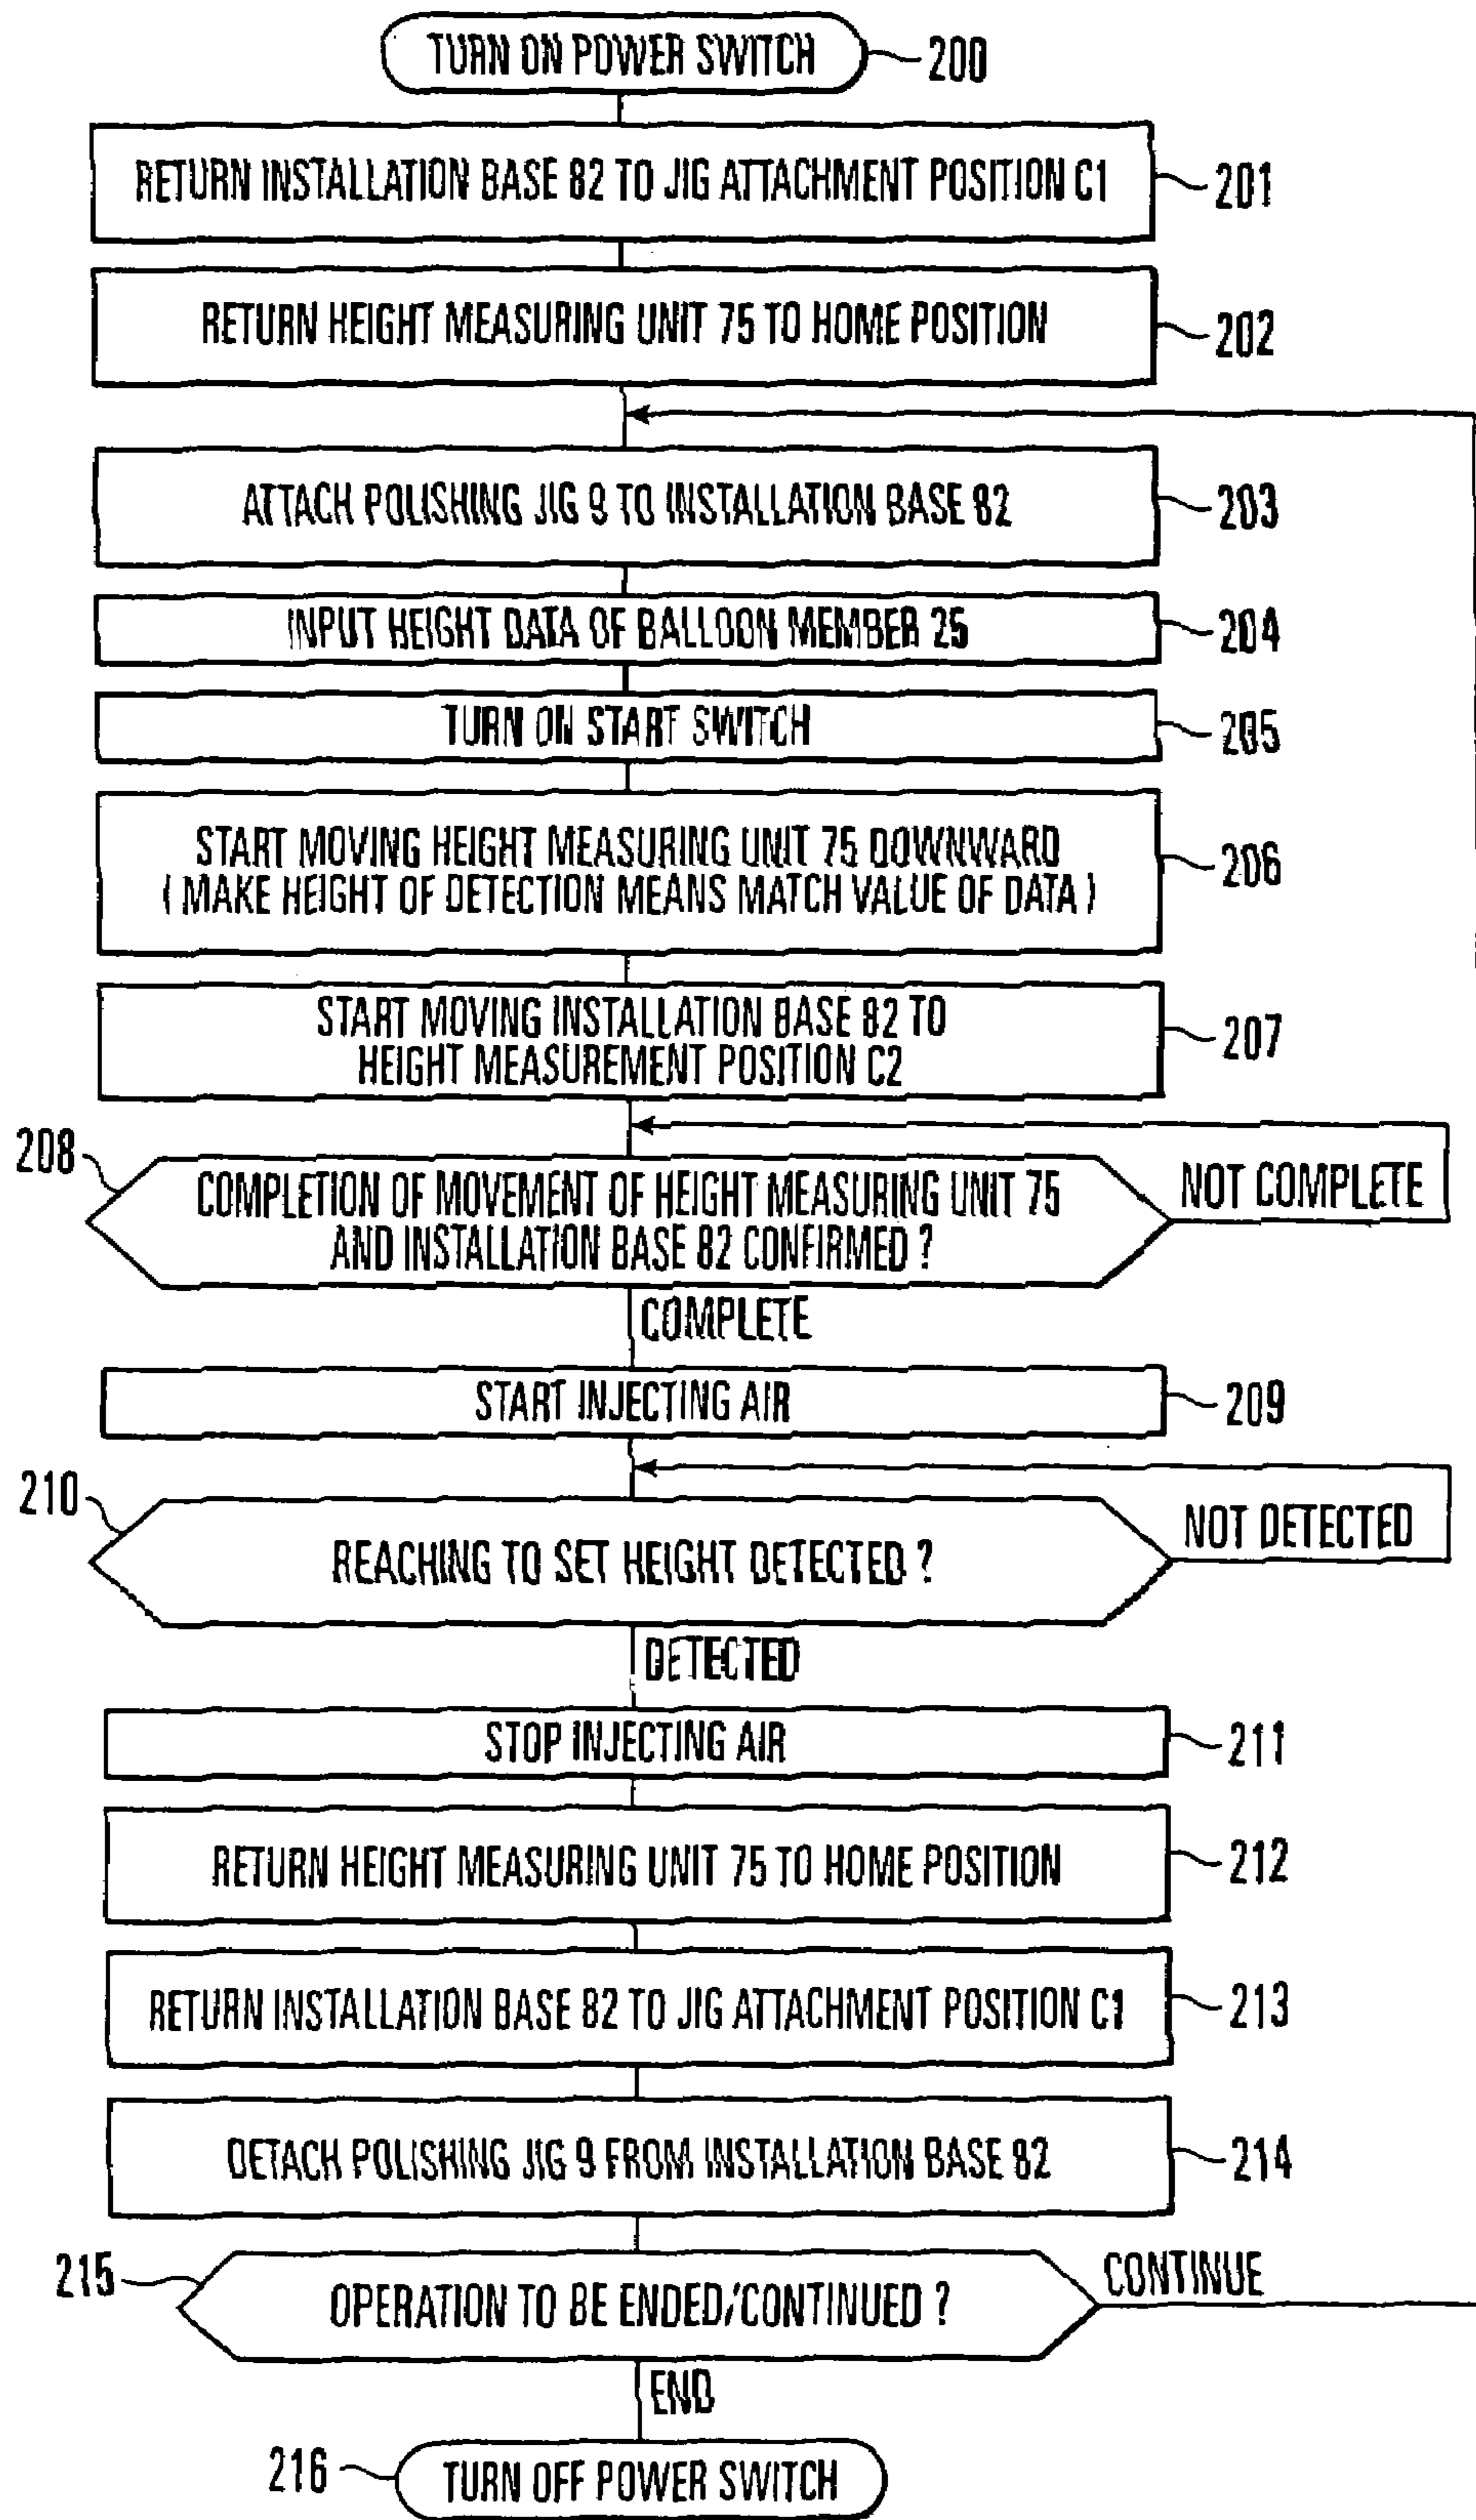 TURN ON POWER SWITCH
200
RETURN INSTALLATION BASE 82 TO JIG ATTACHMENT POSITION C1
201
RETURN HEIGHT MEASURING UNIT 75 TO HOME POSITION
202
ATTACH POLISHING JIG 9 TO INSTALLATION BASE 82
203
INPUT HEIGHT DATA OF BALLOON MEMBER 25
204
TURN ON START SWITCH
205
START MOVING HEIGHT MEASURING UNIT 75 DOWNWARD
( MAKE HEIGHT OF DETECTION MEANS MATCH VALUE OF DATA )
206
START MOVING INSTALLATION BASE 82 TO
HEIGHT MEASUREMENT POSITION C2
207
208
COMPLETION OF MOVEMENT OF HEIGHT MEASURING UNIT 75
AND INSTALLATION BASE 82 CONFIRMED ?
NOT COMPLETE
COMPLETE
START INJECTING AIR
209
210
REACHING TO SET HEIGHT DETECTED ?
NOT DETECTED
DETECTED
STOP INJECTING AIR
211
RETURN HEIGHT MEASURING UNIT 75 TO HOME POSITION
212
RETURN INSTALLATION BASE 82 TO JIG ATTACHMENT POSITION C1
213
DETACH POLISHING JIG 9 FROM INSTALLATION BASE 82
214
215
OPERATION TO BE ENDED/CONTINUED ?
CONTINUE
END
216
TURN OFF POWER SWITCH